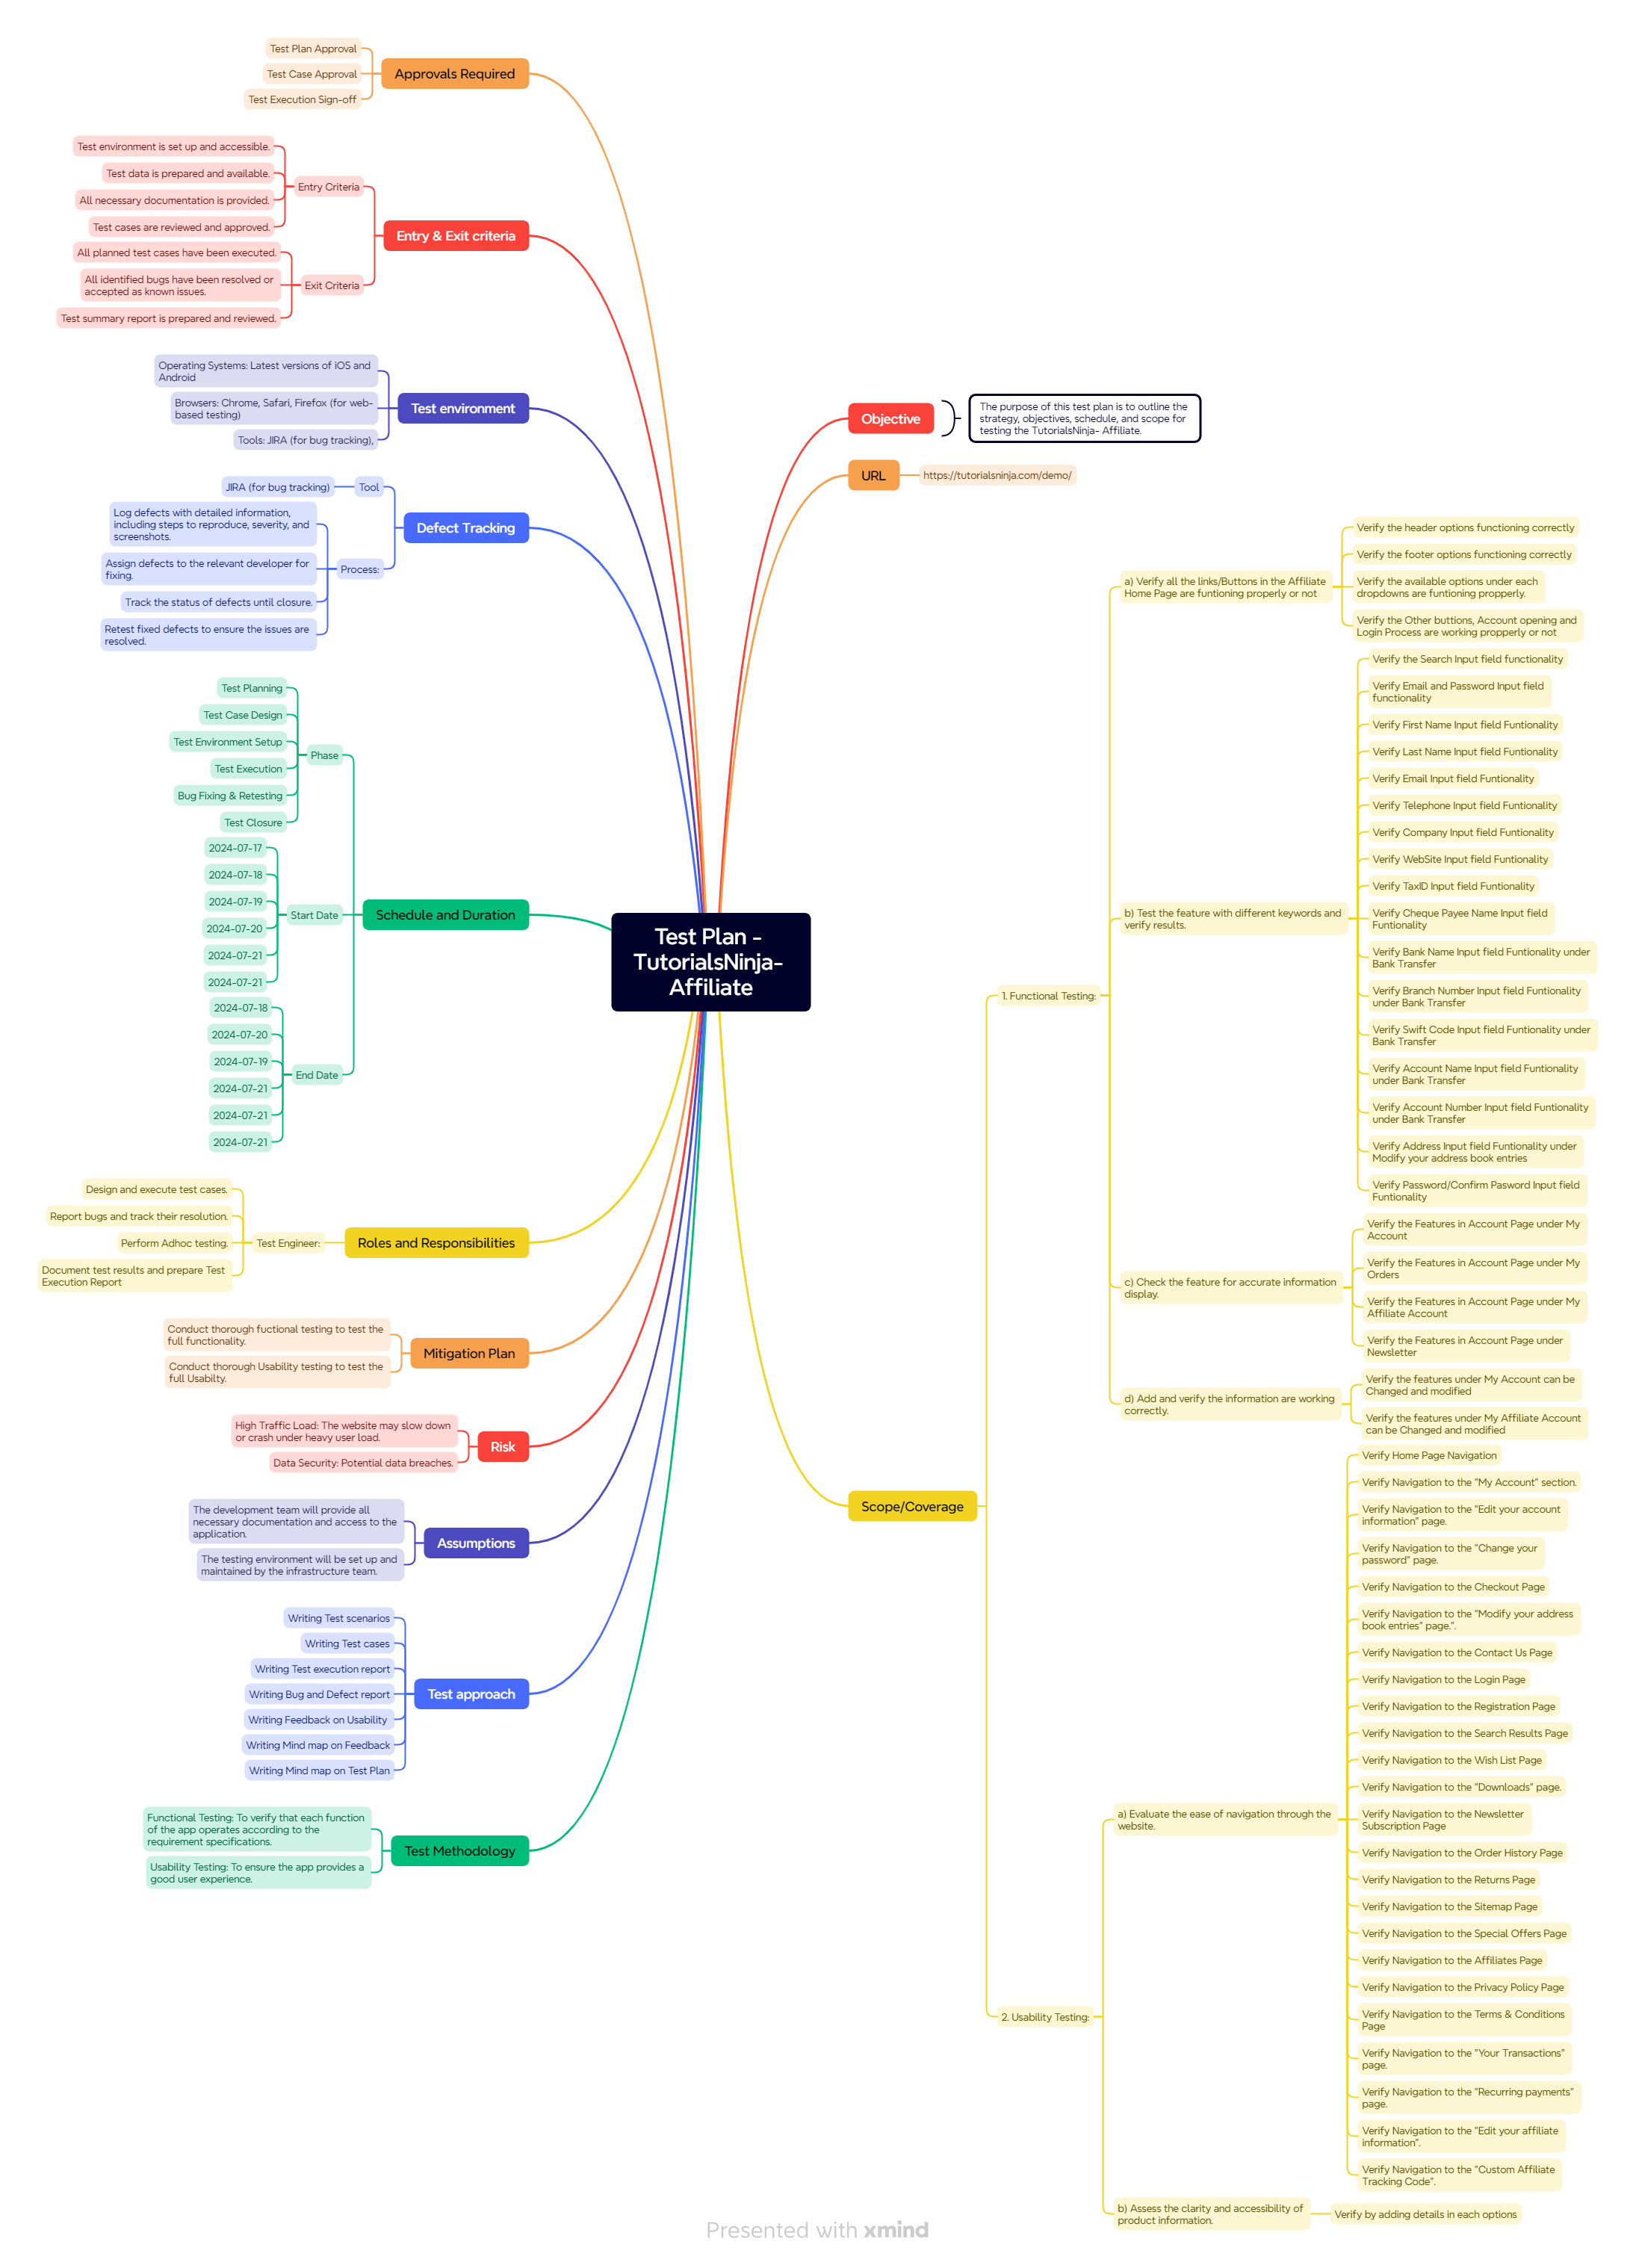 Test Plan -
TutorialsNinja-
Affiliate
Objective
The purpose of this test plan is to outline the
strategy, objectives, schedule, and scope for
testing the TutorialsNinja- Affiliate.
URL
https://tutorialsninja.com/demo/
Scope/Coverage
1. Functional Testing:
a) Verify all the links/Buttons in the Affiliate
Home Page are funtioning properly or not
Verify the header options functioning correctly
Verify the footer options functioning correctly
Verify the available options under each
dropdowns are funtioning propperly.
Verify the Other buttions, Account opening and
Login Process are working propperly or not
b) Test the feature with different keywords and
verify results.
Verify the Search Input field functionality
Verify Email and Password Input field
functionality
Verify First Name Input field Funtionality
Verify Last Name Input field Funtionality
Verify Email Input field Funtionality
Verify Telephone Input field Funtionality
Verify Company Input field Funtionality
Verify WebSite Input field Funtionality
Verify TaxID Input field Funtionality
Verify Cheque Payee Name Input field
Funtionality
Verify Bank Name Input field Funtionality under
Bank Transfer
Verify Branch Number Input field Funtionality
under Bank Transfer
Verify Swift Code Input field Funtionality under
Bank Transfer
Verify Account Name Input field Funtionality
under Bank Transfer
Verify Account Number Input field Funtionality
under Bank Transfer
Verify Address Input field Funtionality under
Modify your address book entries
Verify Password/Confirm Pasword Input field
Funtionality
c) Check the feature for accurate information
display.
Verify the Features in Account Page under My
Account
Verify the Features in Account Page under My
Orders
Verify the Features in Account Page under My
Affiliate Account
Verify the Features in Account Page under
Newsletter
d) Add and verify the information are working
correctly.
Verify the features under My Account can be
Changed and modified
Verify the features under My Affiliate Account
can be Changed and modified
2. Usability Testing:
a) Evaluate the ease of navigation through the
website.
Verify Home Page Navigation
Verify Navigation to the "My Account" section.
Verify Navigation to the "Edit your account
information" page.
Verify Navigation to the "Change your
password" page.
Verify Navigation to the Checkout Page
Verify Navigation to the "Modify your address
book entries" page.".
Verify Navigation to the Contact Us Page
Verify Navigation to the Login Page
Verify Navigation to the Registration Page
Verify Navigation to the Search Results Page
Verify Navigation to the Wish List Page
Verify Navigation to the "Downloads" page.
Verify Navigation to the Newsletter
Subscription Page
Verify Navigation to the Order History Page
Verify Navigation to the Returns Page
Verify Navigation to the Sitemap Page
Verify Navigation to the Special Offers Page
Verify Navigation to the Affiliates Page
Verify Navigation to the Privacy Policy Page
Verify Navigation to the Terms & Conditions
Page
Verify Navigation to the "Your Transactions"
page.
Verify Navigation to the "Recurring payments"
page.
Verify Navigation to the "Edit your affiliate
information".
Verify Navigation to the "Custom Affiliate
Tracking Code".
b) Assess the clarity and accessibility of
product information.
Verify by adding details in each options
Approvals Required
Test Plan Approval
Test Case Approval
Test Execution Sign-off
Entry & Exit criteria
Entry Criteria
Test environment is set up and accessible.
Test data is prepared and available.
All necessary documentation is provided.
Test cases are reviewed and approved.
Exit Criteria
All planned test cases have been executed.
All identified bugs have been resolved or
accepted as known issues.
Test summary report is prepared and reviewed.
Test environment
Operating Systems: Latest versions of iOS and
Android
Browsers: Chrome, Safari, Firefox (for web-
based testing)
Tools: JIRA (for bug tracking),
Defect Tracking
Tool
JIRA (for bug tracking)
Process:
Log defects with detailed information,
including steps to reproduce, severity, and
screenshots.
Assign defects to the relevant developer for
fixing.
Track the status of defects until closure.
Retest fixed defects to ensure the issues are
resolved.
Schedule and Duration
Phase
Test Planning
Test Case Design
Test Environment Setup
Test Execution
Bug Fixing & Retesting
Test Closure
Start Date
2024-07-17
2024-07-18
2024-07-19
2024-07-20
2024-07-21
2024-07-21
End Date
2024-07-18
2024-07-20
2024-07-19
2024-07-21
2024-07-21
2024-07-21
Roles and Responsibilities
Test Engineer:
Design and execute test cases.
Report bugs and track their resolution.
Perform Adhoc testing.
Document test results and prepare Test
Execution Report
Mitigation Plan
Conduct thorough fuctional testing to test the
full functionality.
Conduct thorough Usability testing to test the
full Usabilty.
Risk
High Traffic Load: The website may slow down
or crash under heavy user load.
Data Security: Potential data breaches.
Assumptions
The development team will provide all
necessary documentation and access to the
application.
The testing environment will be set up and
maintained by the infrastructure team.
Test approach
Writing Test scenarios
Writing Test cases
Writing Test execution report
Writing Bug and Defect report
Writing Feedback on Usability
Writing Mind map on Feedback
Writing Mind map on Test Plan
Test Methodology
Functional Testing: To verify that each function
of the app operates according to the
requirement specifications.
Usability Testing: To ensure the app provides a
good user experience.
Presented with xmind